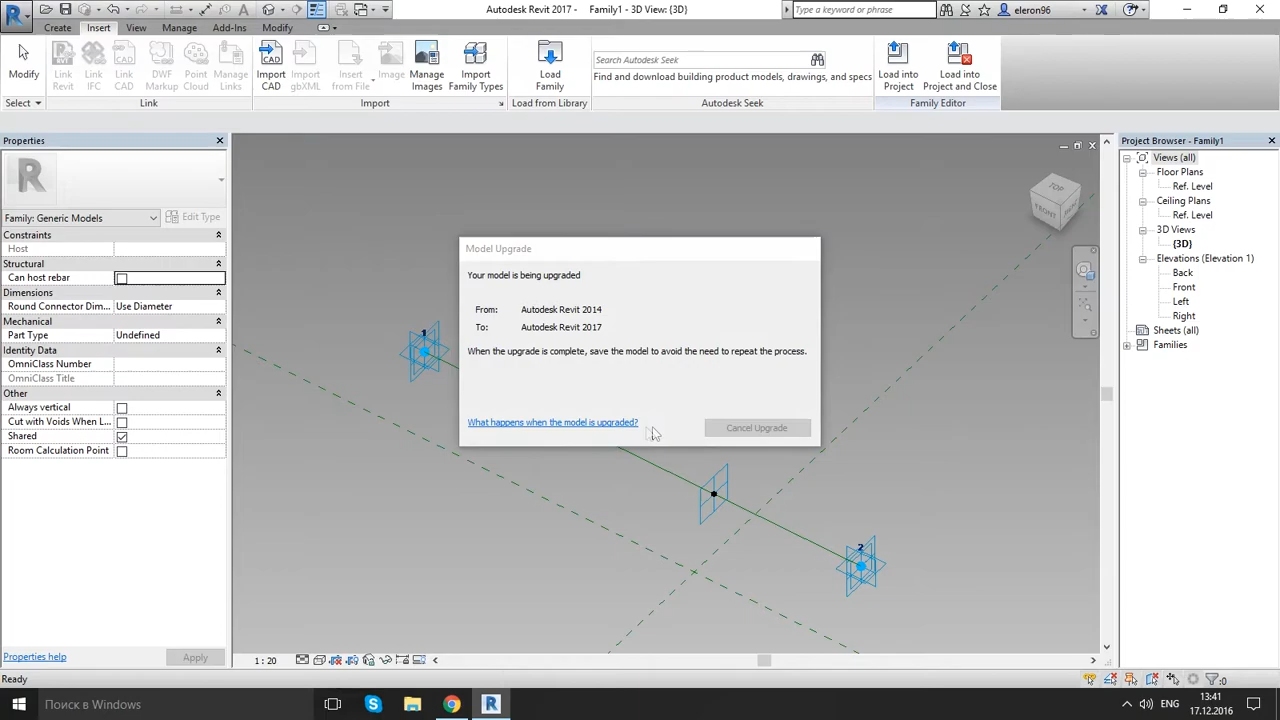 Autodesk Revit 2017 - Family1 - 3D View: {3D}
Type a keyword or phrase
eleron96
Create Insert View Manage Add-Ins Modify
Modify
Link Revit
Link IFC
Link CAD
DWF Markup
Point Cloud
Manage Links
Import CAD
Import gbXML
Insert from File
Image
Manage Images
Import Family Types
Load Family
Search Autodesk Seek
Find and download building product models, drawings, and specs
Load into Project
Load into Project and Close
Select
Link
Import
Load from Library
Autodesk Seek
Family Editor
Properties
R
Family: Generic Models
Edit Type
Constraints
Host
Structural
Can host rebar
Dimensions
Round Connector Dim... Use Diameter
Mechanical
Part Type Undefined
Identity Data
OmniClass Number
OmniClass Title
Other
Always vertical
Cut with Voids When L...
Shared
Room Calculation Point
Properties help
Apply
TOP
FRONT
1
2
Model Upgrade
Your model is being upgraded
From: Autodesk Revit 2014
To: Autodesk Revit 2017
When the upgrade is complete, save the model to avoid the need to repeat the process.
What happens when the model is upgraded?
Cancel Upgrade
Project Browser - Family1
Views (all)
Floor Plans
Ref. Level
Ceiling Plans
Ref. Level
3D Views
{3D}
Elevations (Elevation 1)
Back
Front
Left
Right
Sheets (all)
Families
1 : 20
Ready
:0
Поиск в Windows
ENG
13:41
17.12.2016